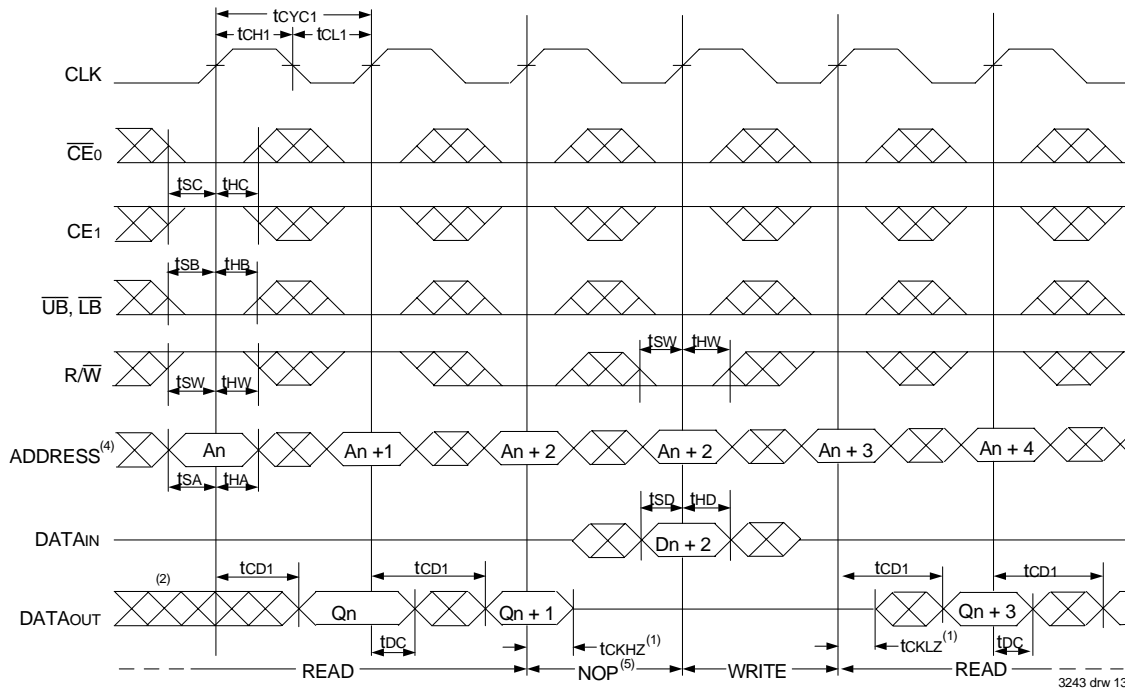 tCYC1
tCH1 tCL1
CLK
CE0
tSC tHC
CE1
tSB tHB
UB, LB
tSW tHW
R/W
tSW tHW
ADDRESS(4) An An +1 An + 2 An + 2 An + 3 An + 4
tSA tHA
tSD tHD
DATAIN Dn + 2
(2) tCD1 tCD1 tCD1 tCD1
DATAOUT Qn Qn + 1 Qn + 3
tDC tCKHZ(1) tCKLZ(1) tDC
READ NOP(5) WRITE READ
3243 drw 13